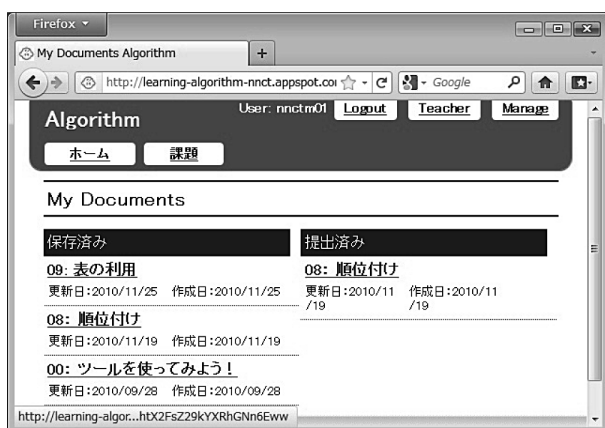 Firefox
My Documents Algorithm
+
http://learning-algorithm-nnct.appspot.co
Google
Algorithm
User: nnctm01 Logout Teacher Manage
ホーム 課題
My Documents
保存済み
09: 表の利用
更新日:2010/11/25 作成日:2010/11/25
08: 順位付け
更新日:2010/11/19 作成日:2010/11/19
00: ツールを使ってみよう!
更新日:2010/09/28 作成日:2010/09/28
提出済み
08: 順位付け
更新日:2010/11/19 作成日:2010/11/19
http://learning-algor...htX2FsZ29kYXRhGNn6Eww